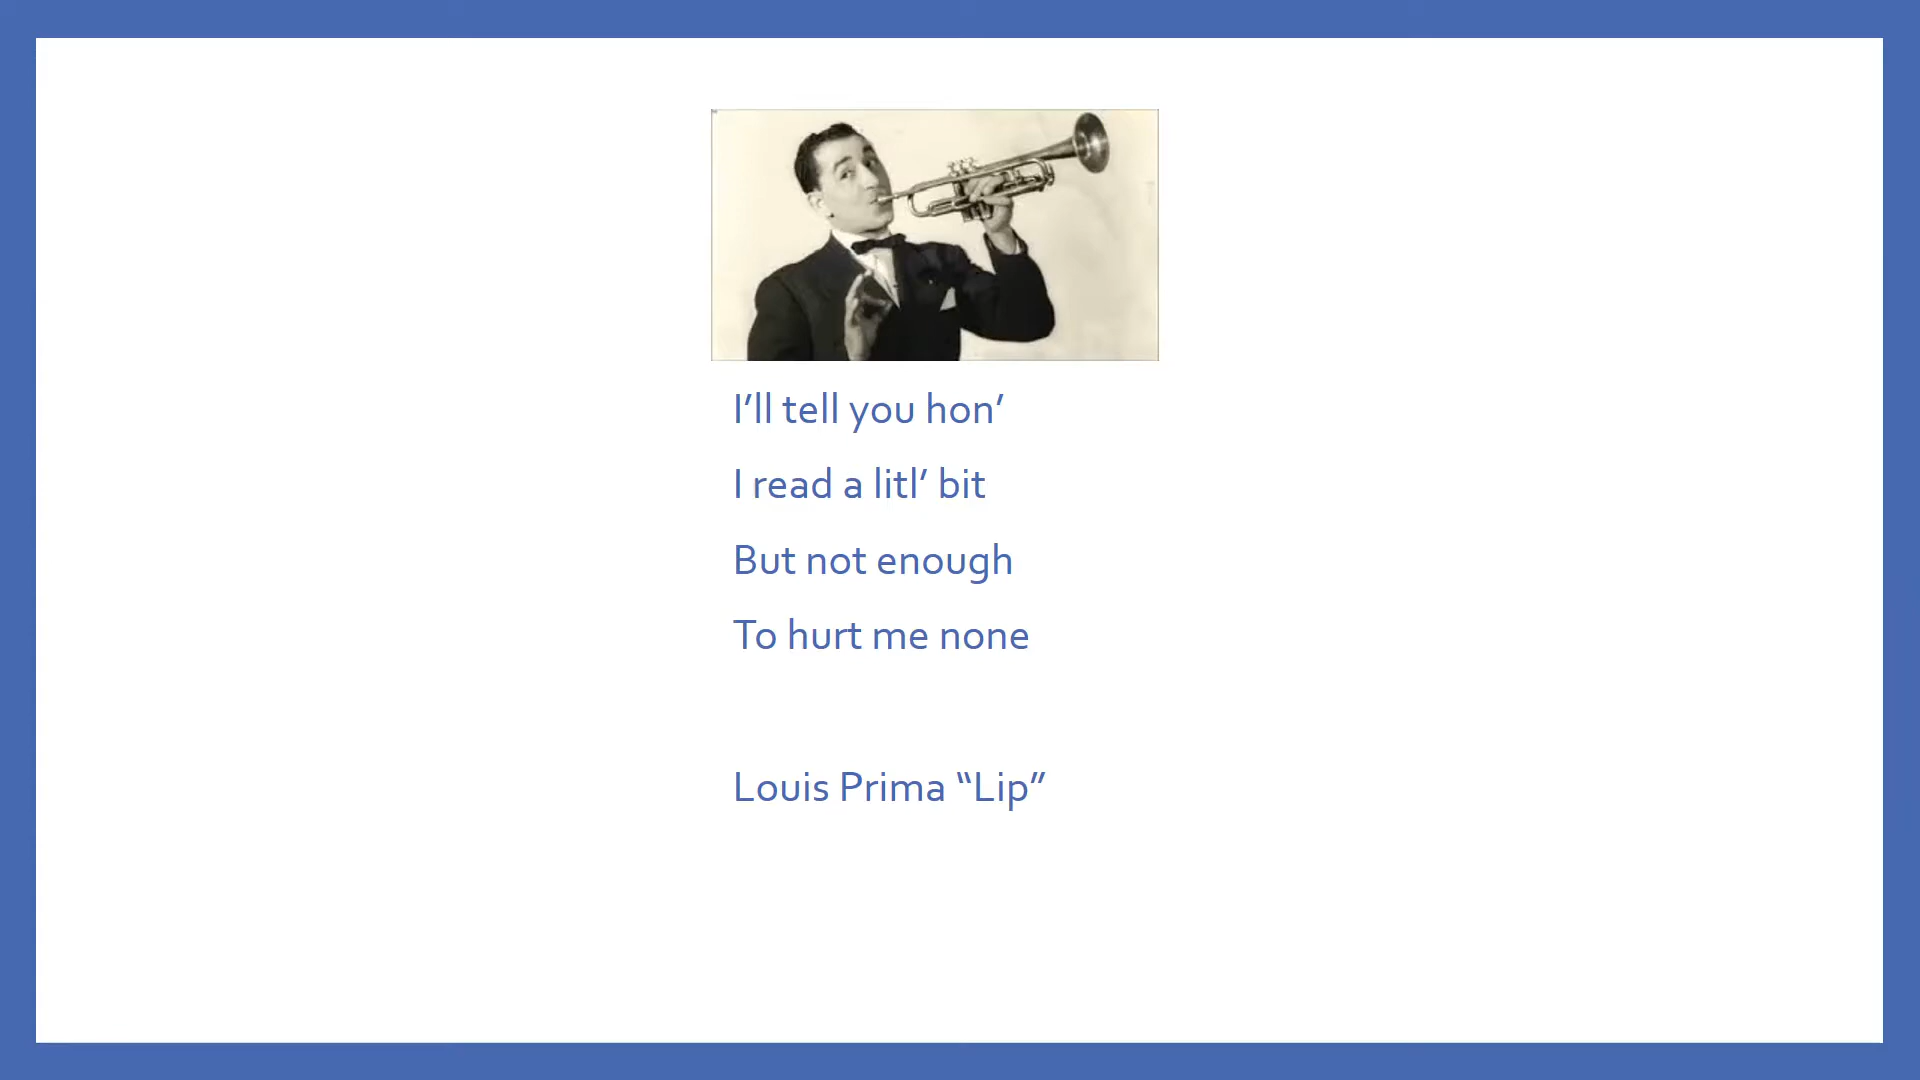 I’ll tell you hon’
I read a litl’ bit
But not enough
To hurt me none
Louis Prima “Lip”